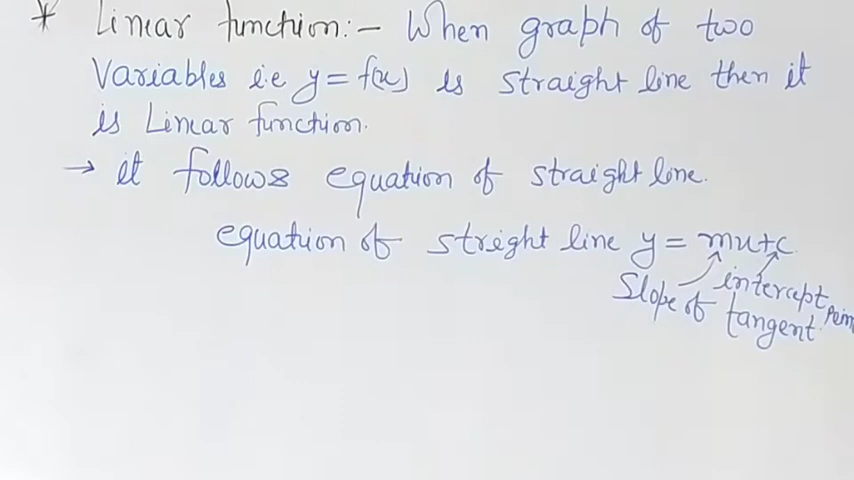 * Linear function:- When graph of two
Variables i.e y = f(x) is straight line then it
is Linear function.
→ it follows equation of straight line.
equation of stright line y = mx+c
Slope of tangent intercept